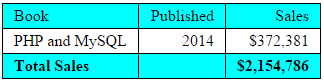 Book Published Sales
PHP and MySQL 2014 $372,381
Total Sales $2,154,786